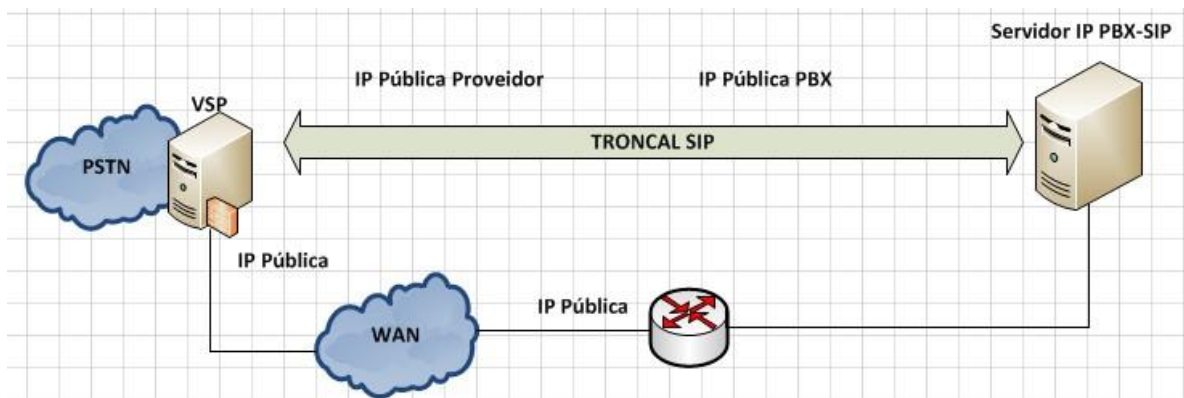 Servidor IP PBX-SIP
IP Pública Proveidor
IP Pública PBX
VSP
TRONCAL SIP
PSTN
IP Pública
IP Pública
WAN